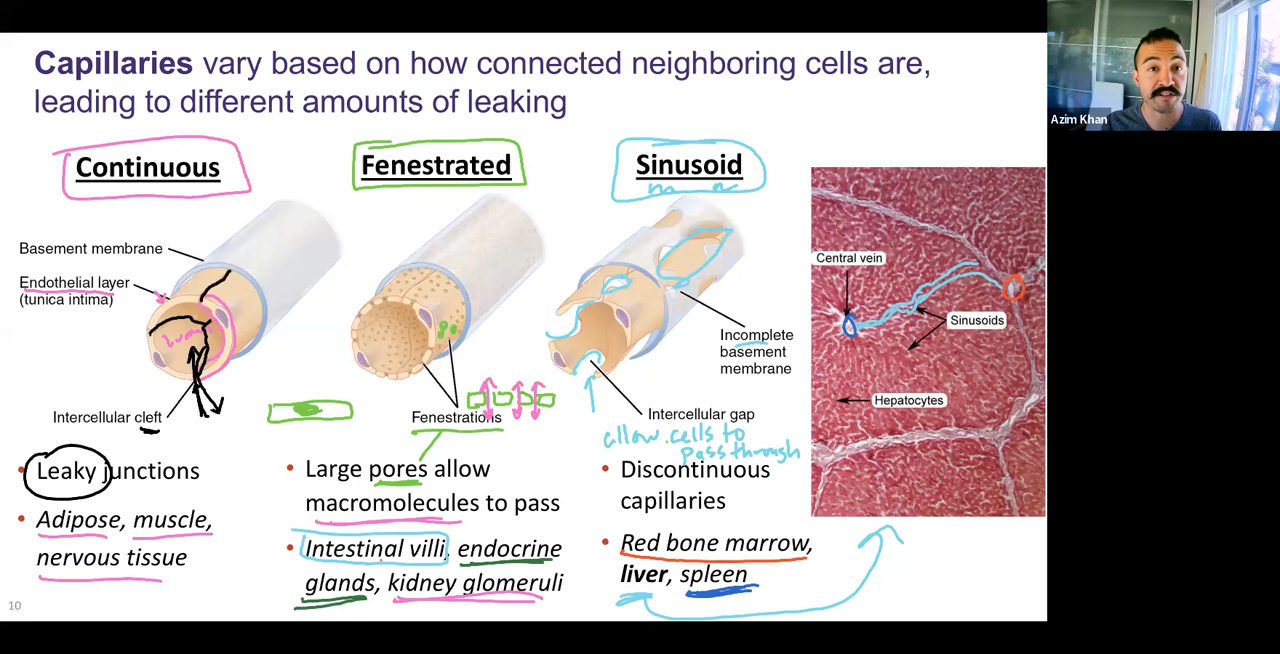 Capillaries vary based on how connected neighboring cells are,
leading to different amounts of leaking
Azim Khan
Continuous
Fenestrated
Sinusoid
Basement membrane
Endothelial layer
(tunica intima)
lumen
Intercellular cleft
Fenestrations
Incomplete
basement
membrane
Intercellular gap
allow cells to
pass through
Central vein
Sinusoids
Hepatocytes
• Leaky junctions
• Adipose, muscle,
nervous tissue
• Large pores allow
macromolecules to pass
• Intestinal villi, endocrine
glands, kidney glomeruli
• Discontinuous
capillaries
• Red bone marrow,
liver, spleen
10